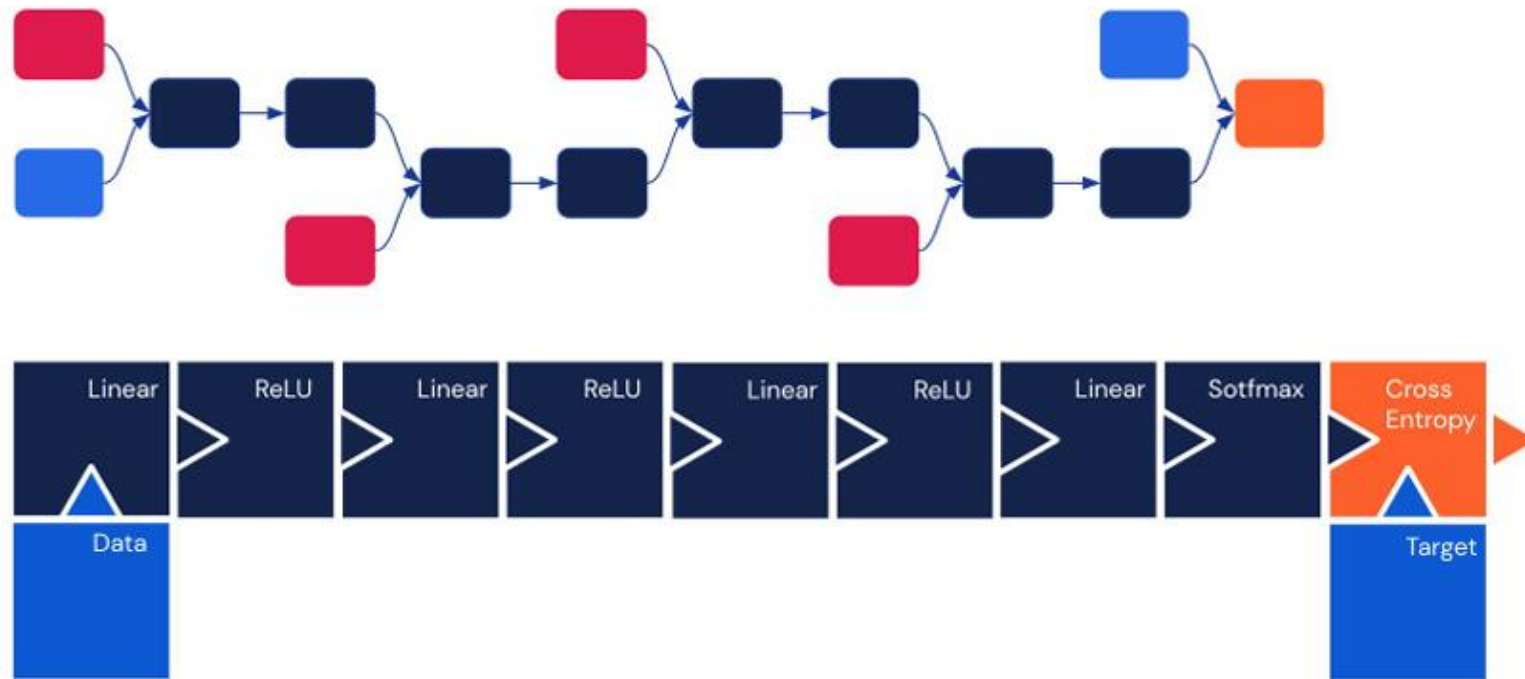 Linear
ReLU
Linear
ReLU
Linear
ReLU
Linear
Sotfmax
Cross
Entropy
Data
Target